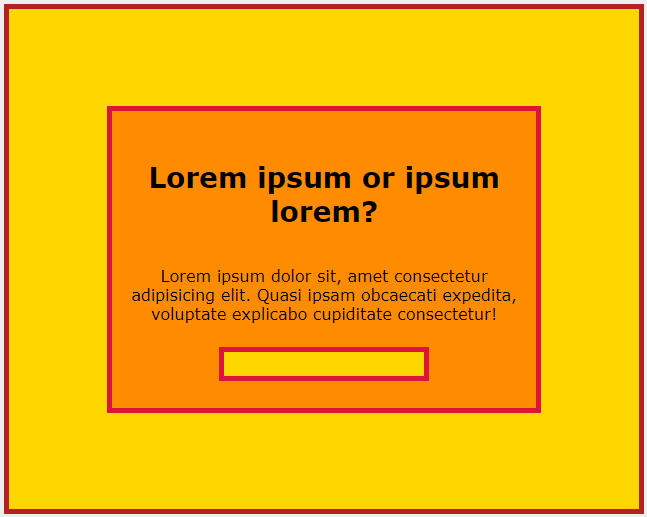 Lorem ipsum or ipsum
lorem?
Lorem ipsum dolor sit, amet consectetur
adipisicing elit. Quasi ipsam obcaecati expedita,
voluptate explicabo cupiditate consectetur!